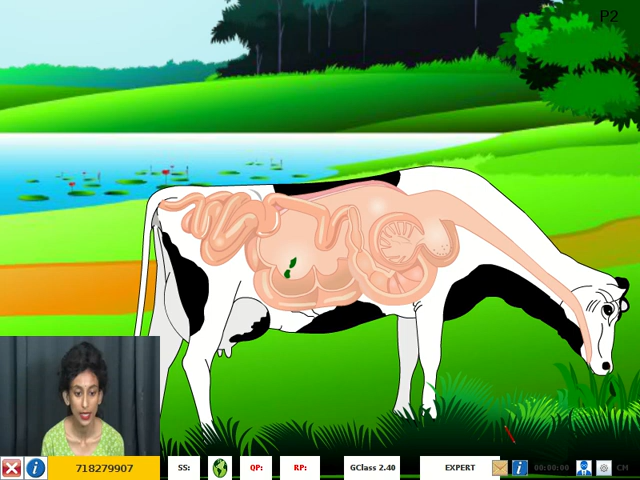 P2
718279907
SS:
QP:
RP:
GClass 2.40
EXPERT
00:00:00
CM